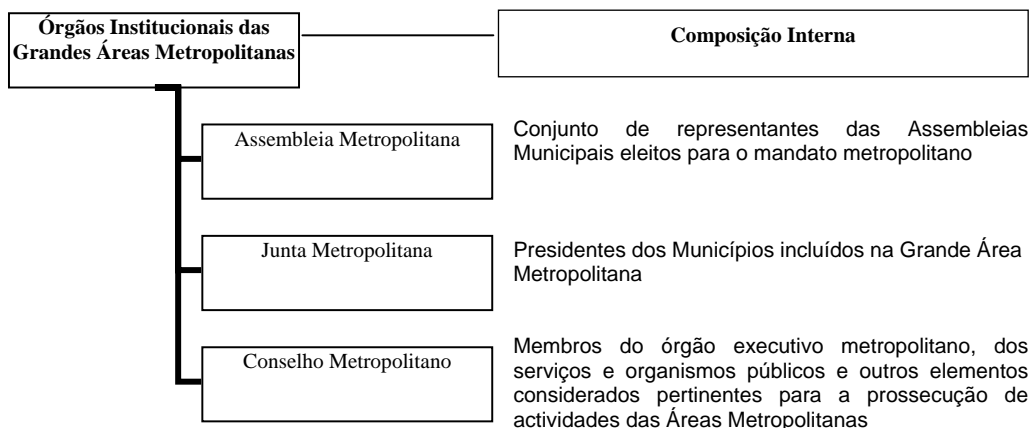 Órgãos Institucionais das
Grandes Áreas Metropolitanas
Composição Interna
Assembleia Metropolitana
Conjunto de representantes das Assembleias
Municipais eleitos para o mandato metropolitano
Junta Metropolitana
Presidentes dos Municípios incluídos na Grande Área
Metropolitana
Conselho Metropolitano
Membros do órgão executivo metropolitano, dos
serviços e organismos públicos e outros elementos
considerados pertinentes para a prossecução de
actividades das Áreas Metropolitanas